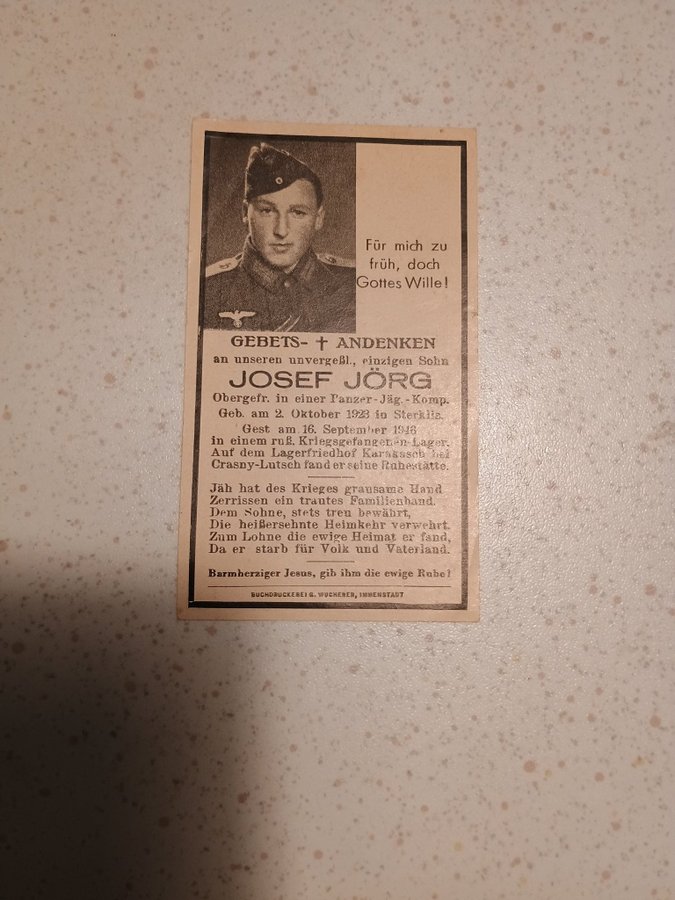 Für mich zu
früh, doch
Gottes Wille!
GEBETS- † ANDENKEN
an unseren unvergeßl., einzigen Sohn
JOSEF JÖRG
Obergefr. in einer Panzer-Jäg.-Komp.
Geb. am 2. Oktober 1923 in Sterklis.
Gest am 16. September 1946
in einem ruß. Kriegsgefangenen-Lager.
Auf dem Lagerfriedhof Karakasch bei
Crasny-Lutsch fand er seine Ruhestätte.
Jäh hat des Krieges grausame Hand
Zerrissen ein trautes Familienband.
Dem Sohne, stets treu bewährt,
Die heißersehnte Heimkehr verwehrt.
Zum Lohne die ewige Heimat er fand,
Da er starb für Volk und Vaterland.
Barmherziger Jesus, gib ihm die ewige Ruhe!
BUCHDRUCKEREI G. WUCHERER, IMMENSTADT